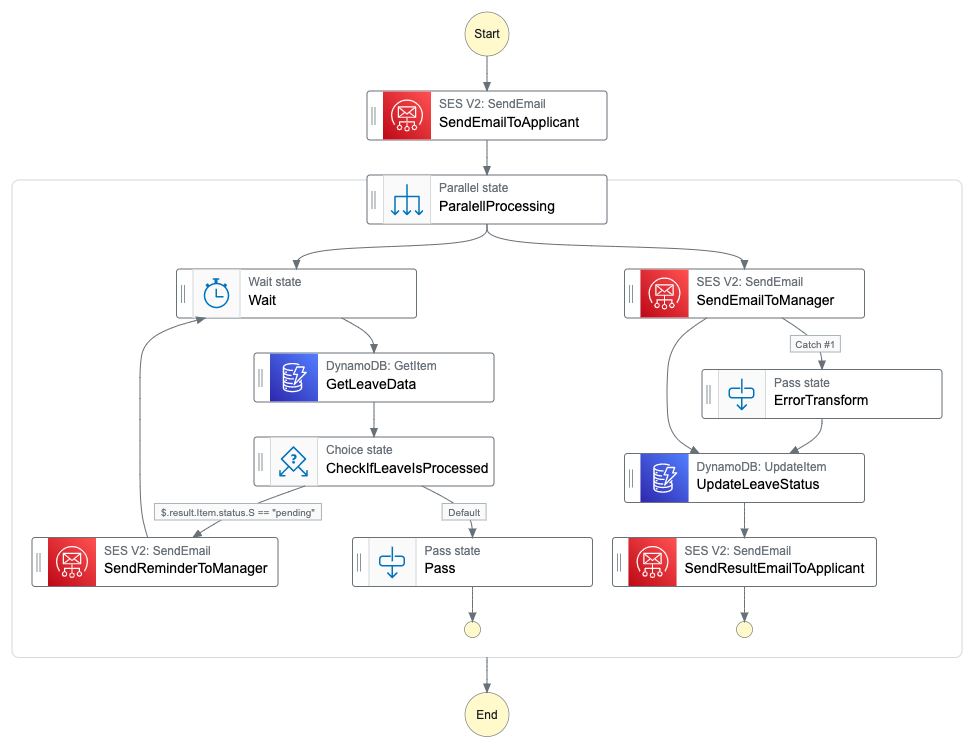 Start
SES V2: SendEmail
SendEmailToApplicant
Parallel state
ParalellProcessing
Wait state
Wait
SES V2: SendEmail
SendEmailToManager
Catch #1
DynamoDB: GetItem
GetLeaveData
Pass state
ErrorTransform
Choice state
CheckIfLeaveIsProcessed
DynamoDB: UpdateItem
UpdateLeaveStatus
$.result.Item.status.S == "pending"
Default
SES V2: SendEmail
SendReminderToManager
Pass state
Pass
SES V2: SendEmail
SendResultEmailToApplicant
End